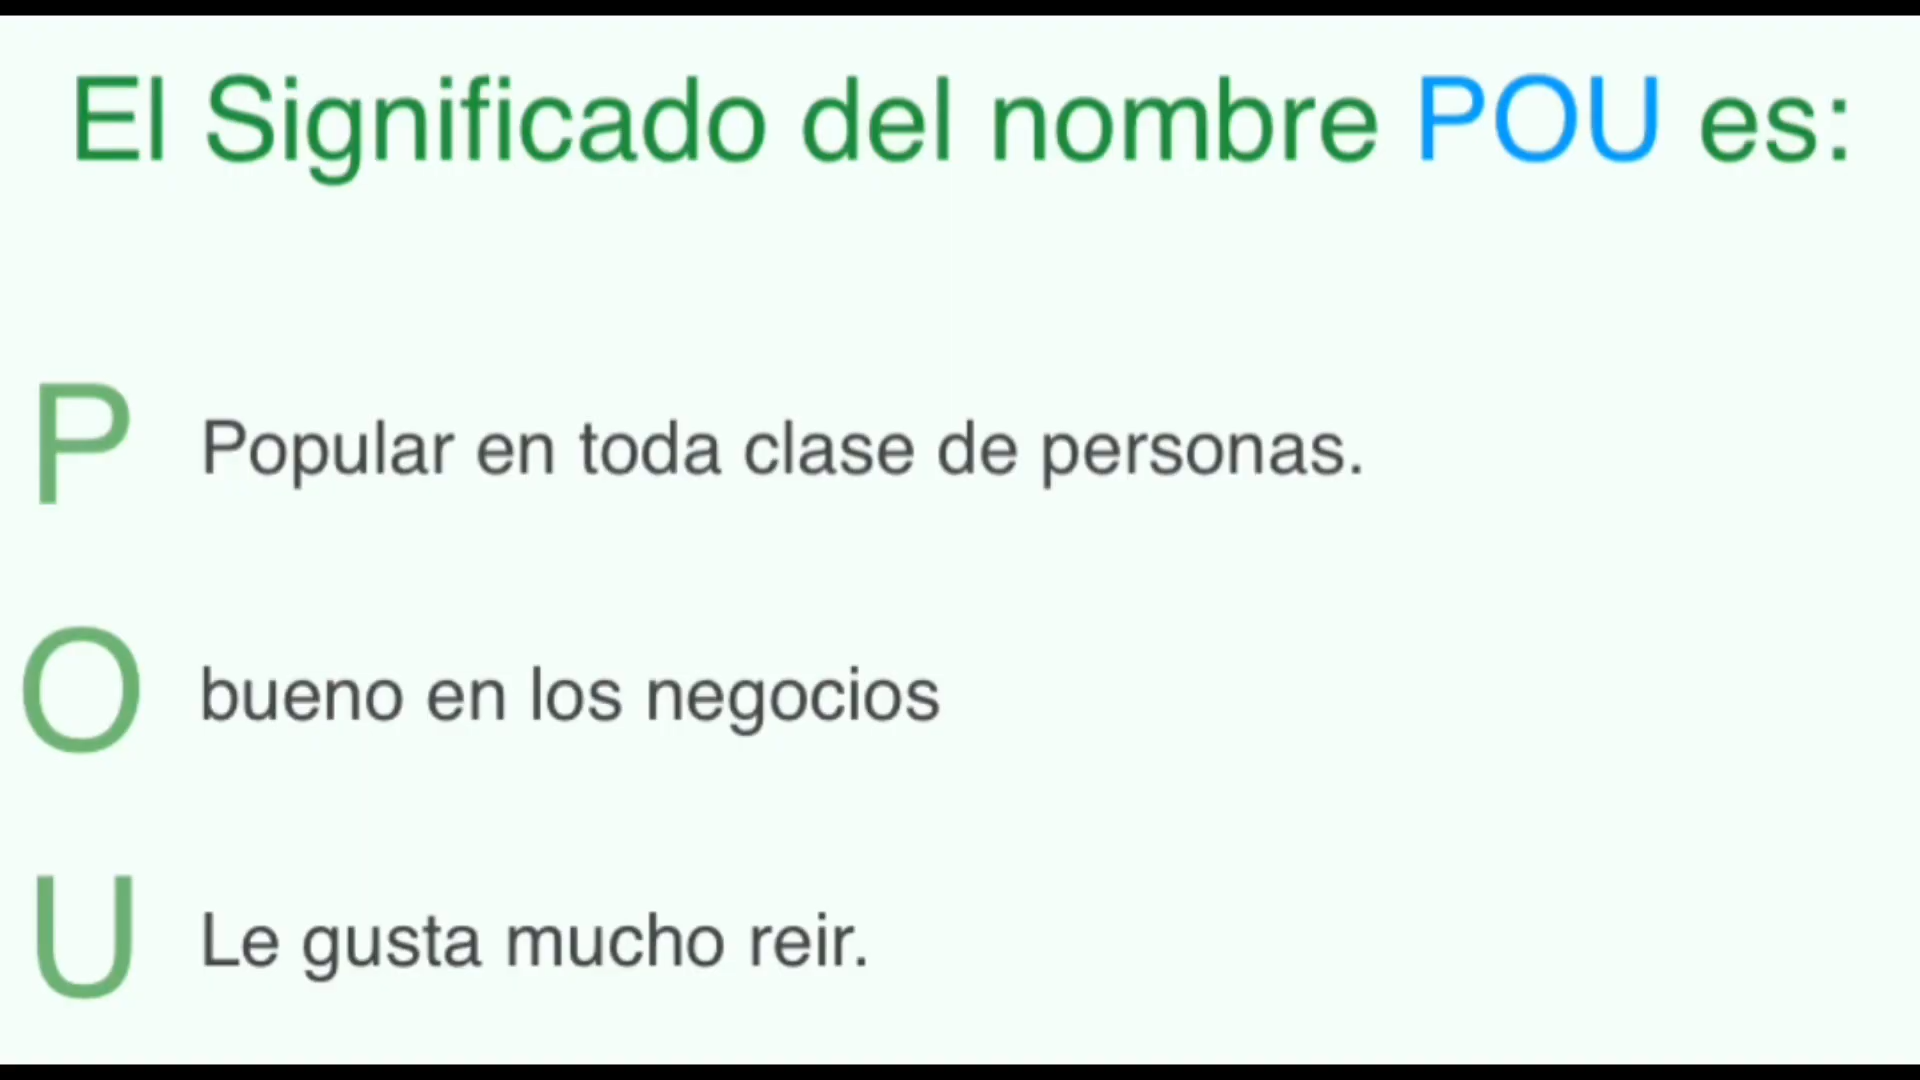 El Significado del nombre POU es:
P Popular en toda clase de personas.
O bueno en los negocios
U Le gusta mucho reir.